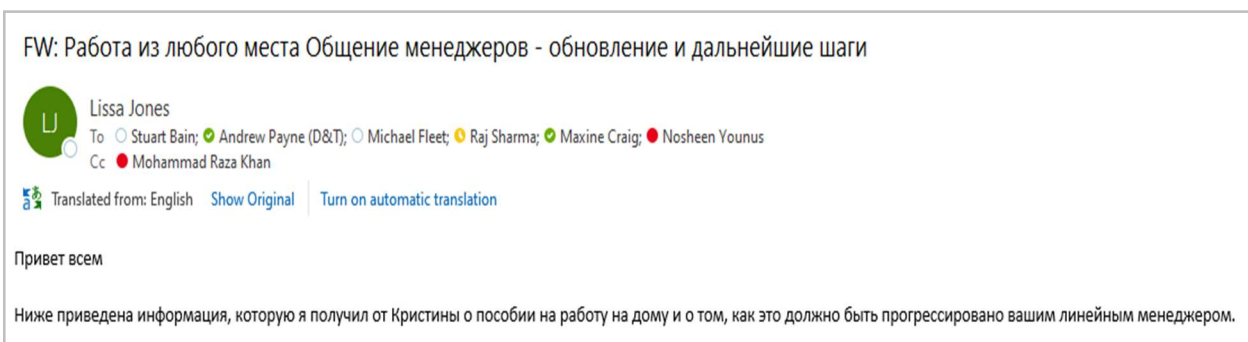 FW: Работа из любого места Общение менеджеров - обновление и дальнейшие шаги
LJ
Lissa Jones
To Stuart Bain; Andrew Payne (D&T); Michael Fleet; Raj Sharma; Maxine Craig; Nosheen Younus
Cc Mohammad Raza Khan
Translated from: English Show Original Turn on automatic translation
Привет всем
Ниже приведена информация, которую я получил от Кристины о пособии на работу на дому и о том, как это должно быть прогрессировано вашим линейным менеджером.